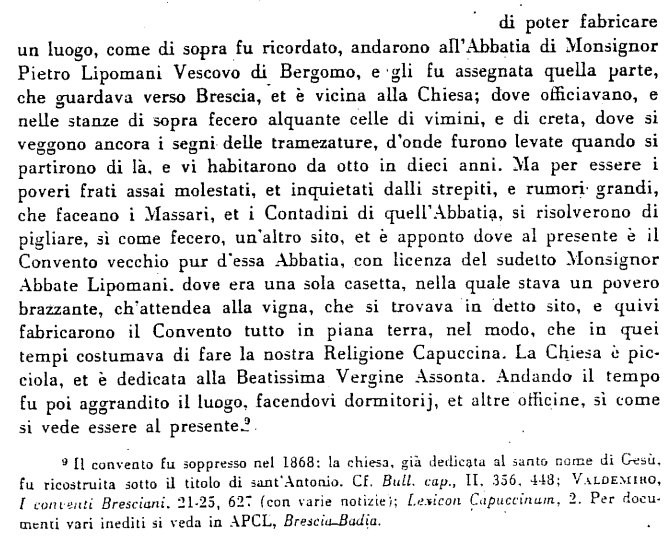 di poter fabricare
un luogo, come di sopra fu ricordato, andarono all'Abbatia di Monsignor
Pietro Lipomani Vescovo di Bergomo, e gli fu assegnata quella parte,
che guardava verso Brescia, et è vicina alla Chiesa; dove officiavano, e
nelle stanze di sopra fecero alquante celle di vimini, e di creta, dove si
veggono ancora i segni delle tramezature, d'onde furono levate quando si
partirono di là, e vi habitarono da otto in dieci anni. Ma per essere i
poveri frati assai molestati, et inquietati dalli strepiti, e rumori grandi,
che faceano i Massari, et i Contadini di quell'Abbatia, si risolverono di
pigliare, sì come fecero, un'altro sito, et è apponto dove al presente è il
Convento vecchio pur d'essa Abbatia, con licenza del sudetto Monsignor
Abbate Lipomani. dove era una sola casetta, nella quale stava un povero
brazzante, ch'attendea alla vigna, che si trovava in detto sito, e quivi
fabricarono il Convento tutto in piana terra, nel modo, che in quei
tempi costumava di fare la nostra Religione Capuccina. La Chiesa è pic-
ciola, et è dedicata alla Beatissima Vergine Assonta. Andando il tempo
fu poi aggrandito il luogo, facendovi dormitorij, et altre officine, sì come
si vede essere al presente.⁹
⁹ Il convento fu soppresso nel 1868: la chiesa, già dedicata al santo nome di Gesù,
fu ricostruita sotto il titolo di sant'Antonio. Cf. Bull. cap., II, 356, 448; VALDEMIRO,
I conventi Bresciani, 21-25, 627 (con varie notizie); Lexicon Capuccinum, 2. Per docu-
menti vari inediti si veda in APCL, Brescia-Badia.